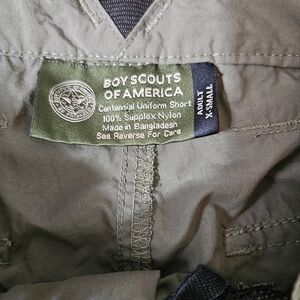 BOY SCOUTS
OF AMERICA
Centennial Uniform Short
100% Supplex Nylon
Made in Bangladesh
See Reverse For Care
ADULT
X-SMALL